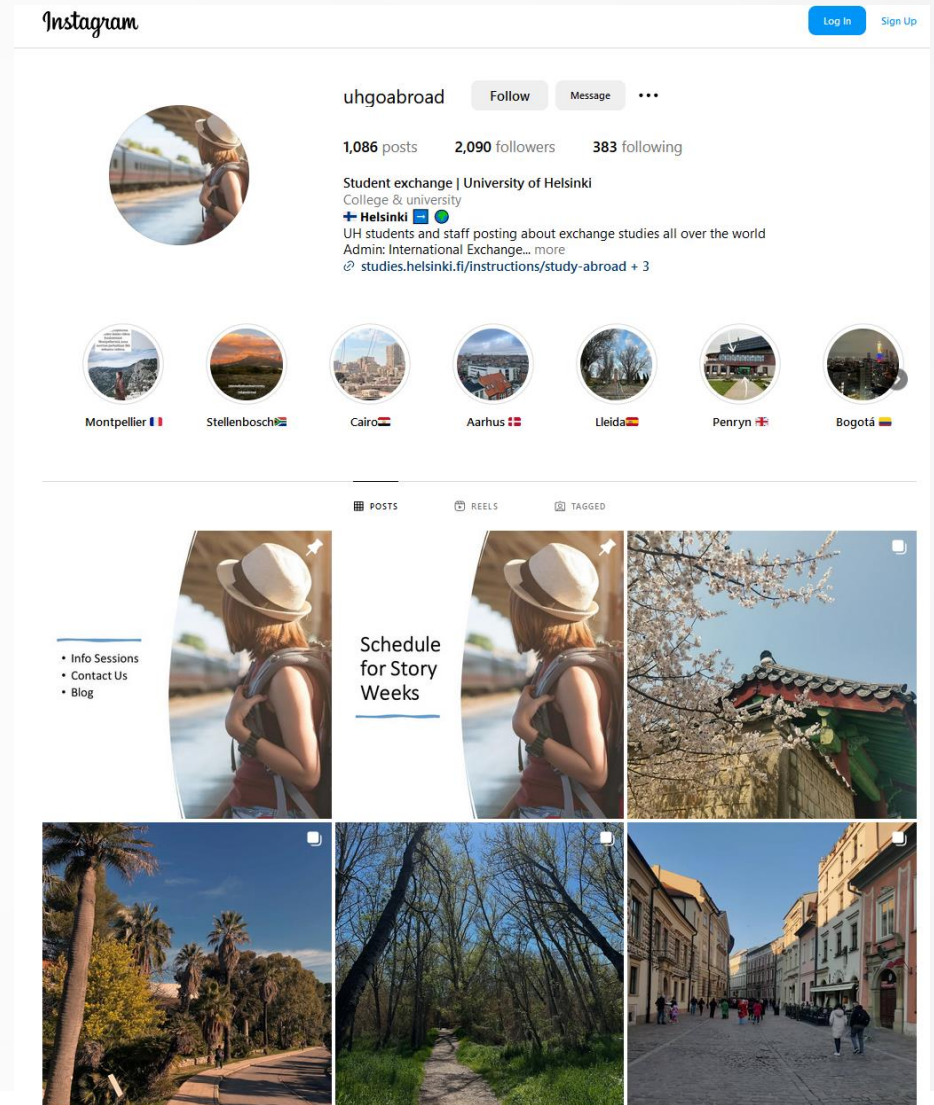 Instagram
Log In
Sign Up
uhgoabroad
Follow
Message
1,086 posts
2,090 followers
383 following
Student exchange | University of Helsinki
College & university
🇫🇮 Helsinki ➡️ 🌍
UH students and staff posting about exchange studies all over the world
Admin: International Exchange... more
studies.helsinki.fi/instructions/study-abroad + 3
Montpellier 🇫🇷
Stellenbosch🇿🇦
Cairo🇪🇬
Aarhus 🇩🇰
Lleida🇪🇸
Penryn 🇬🇧
Bogotá 🇨🇴
POSTS
REELS
TAGGED
• Info Sessions
• Contact Us
• Blog
Schedule
for Story
Weeks